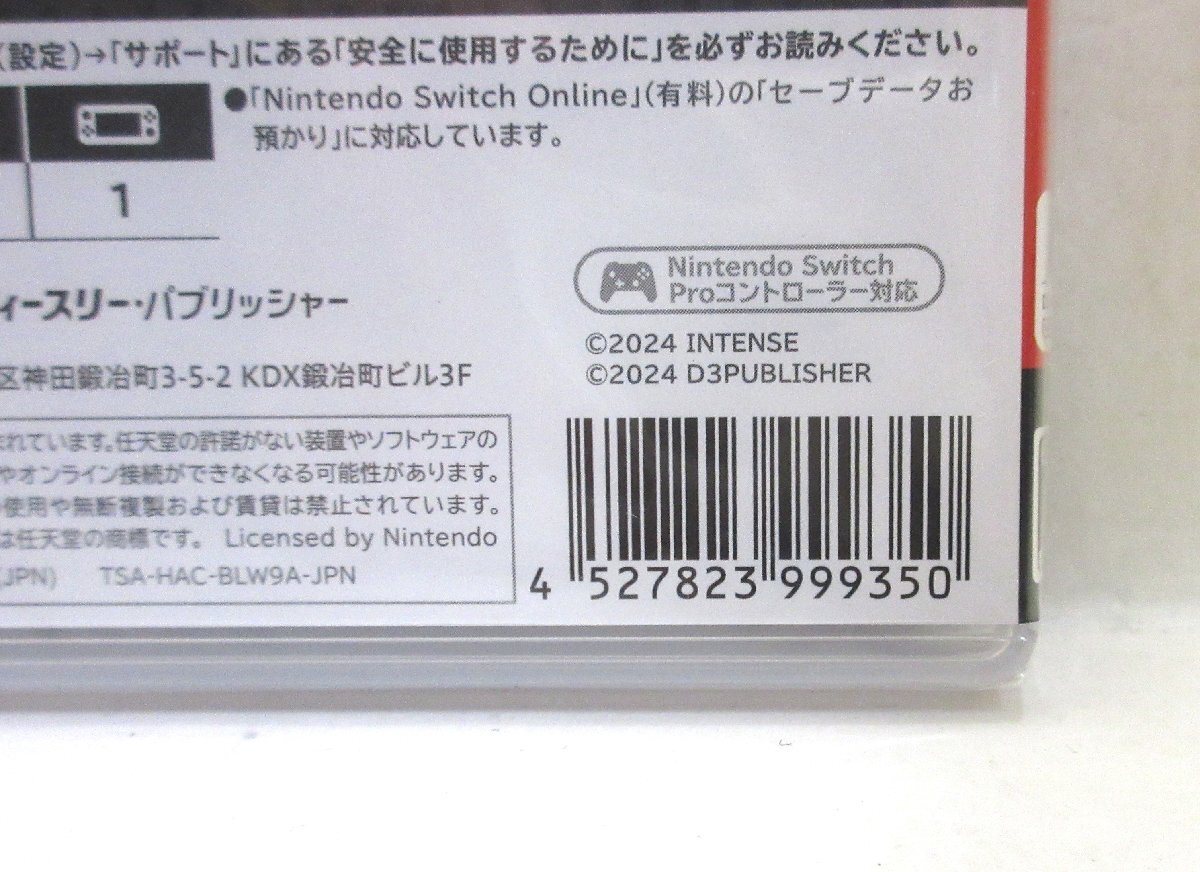 (設定)→「サポート」にある「安全に使用するために」を必ずお読みください。
●「Nintendo Switch Online」(有料)の「セーブデータお
預かり」に対応しています。
1
Nintendo Switch
Proコントローラー対応
ィースリー・パブリッシャー
©2024 INTENSE
©2024 D3PUBLISHER
区神田鍛冶町3-5-2 KDX鍛冶町ビル3F
れています。任天堂の許諾がない装置やソフトウェアの
やオンライン接続ができなくなる可能性があります。
使用や無断複製および賃貸は禁止されています。
は任天堂の商標です。 Licensed by Nintendo
(JPN) TSA-HAC-BLW9A-JPN
4 527823 999350